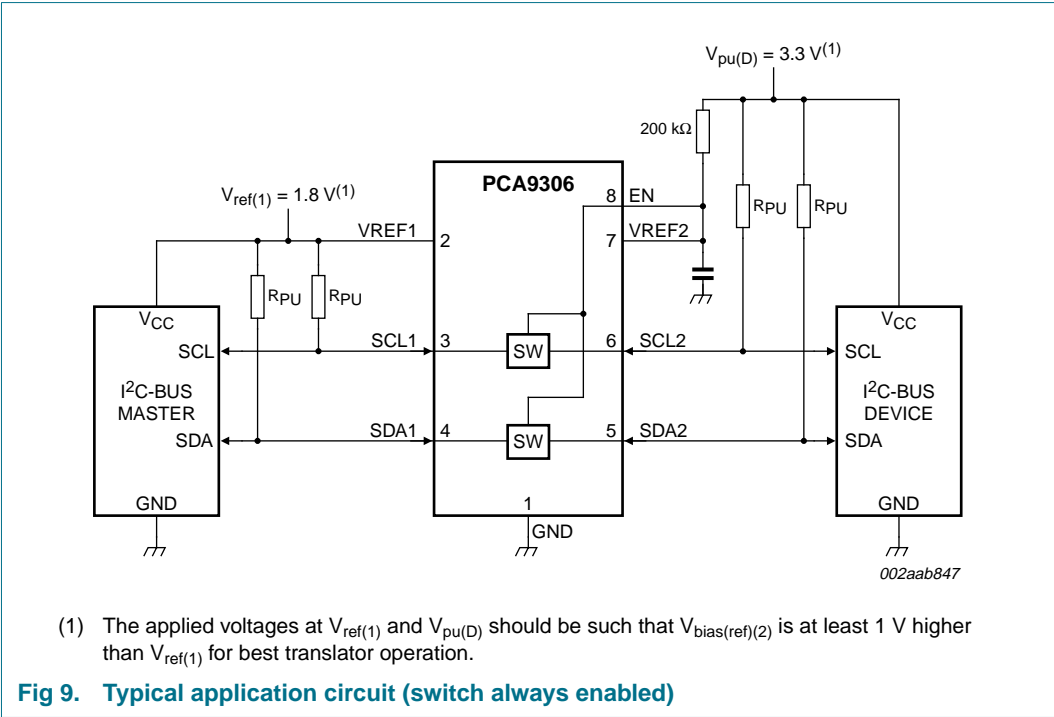 Vpu(D) = 3.3 V(1)
200 kΩ
PCA9306
Vref(1) = 1.8 V(1)
8 EN
RPU RPU
VREF1 2
7 VREF2
RPU RPU
VCC
VCC
SCL SCL1 3 SW 6 SCL2 SCL
I2C-BUS
MASTER
I2C-BUS
DEVICE
SDA SDA1 4 SW 5 SDA2 SDA
GND
1
GND
GND
002aab847
(1) The applied voltages at Vref(1) and Vpu(D) should be such that Vbias(ref)(2) is at least 1 V higher
than Vref(1) for best translator operation.
Fig 9. Typical application circuit (switch always enabled)